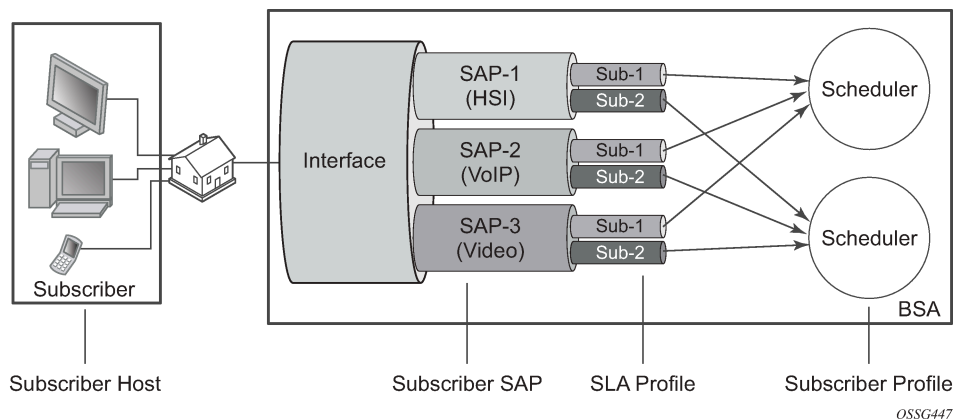 SAP-1
(HSI)
Sub-1
Sub-2
Scheduler
Interface
SAP-2
(VoIP)
Sub-1
Sub-2
SAP-3
(Video)
Sub-1
Sub-2
Scheduler
Subscriber
BSA
Subscriber Host
Subscriber SAP
SLA Profile
Subscriber Profile
OSSG447